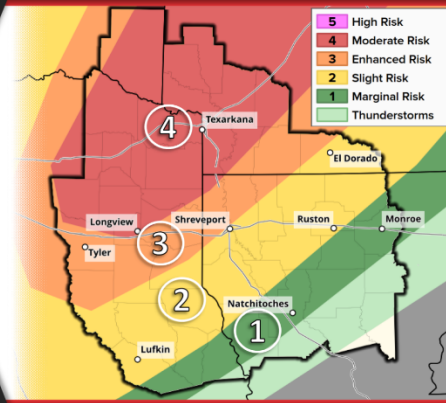 5 High Risk
4 Moderate Risk
3 Enhanced Risk
2 Slight Risk
1 Marginal Risk
Thunderstorms
4
Texarkana
El Dorado
Longview
Shreveport
Ruston
Monroe
3
Tyler
2
Natchitoches
1
Lufkin